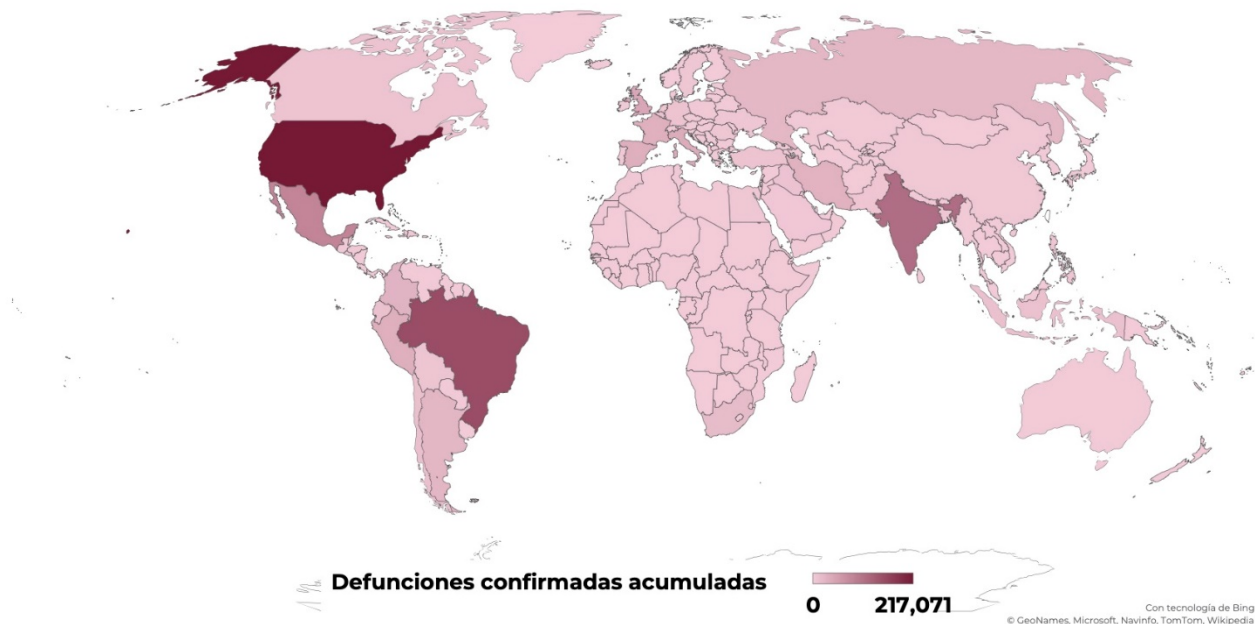 Defunciones confirmadas acumuladas
0 217,071
Con tecnología de Bing
© GeoNames, Microsoft, Navinfo, TomTom, Wikipedia